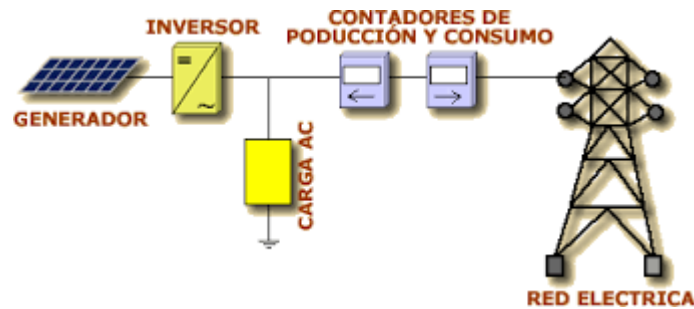 CONTADORES DE
PODUCCIÓN Y CONSUMO
INVERSOR
GENERADOR
CARGA AC
RED ELECTRICA